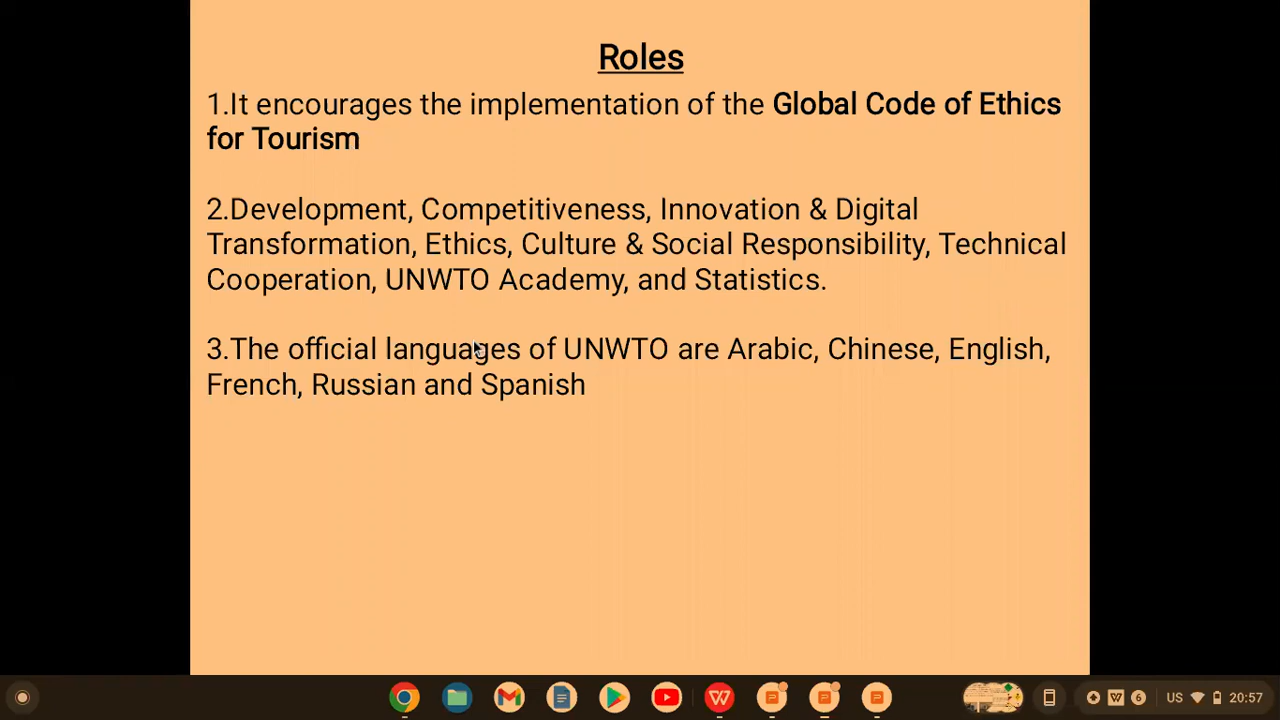 Roles
1.It encourages the implementation of the Global Code of Ethics
for Tourism
2.Development, Competitiveness, Innovation & Digital
Transformation, Ethics, Culture & Social Responsibility, Technical
Cooperation, UNWTO Academy, and Statistics.
3.The official languages of UNWTO are Arabic, Chinese, English,
French, Russian and Spanish
6 US 20:57